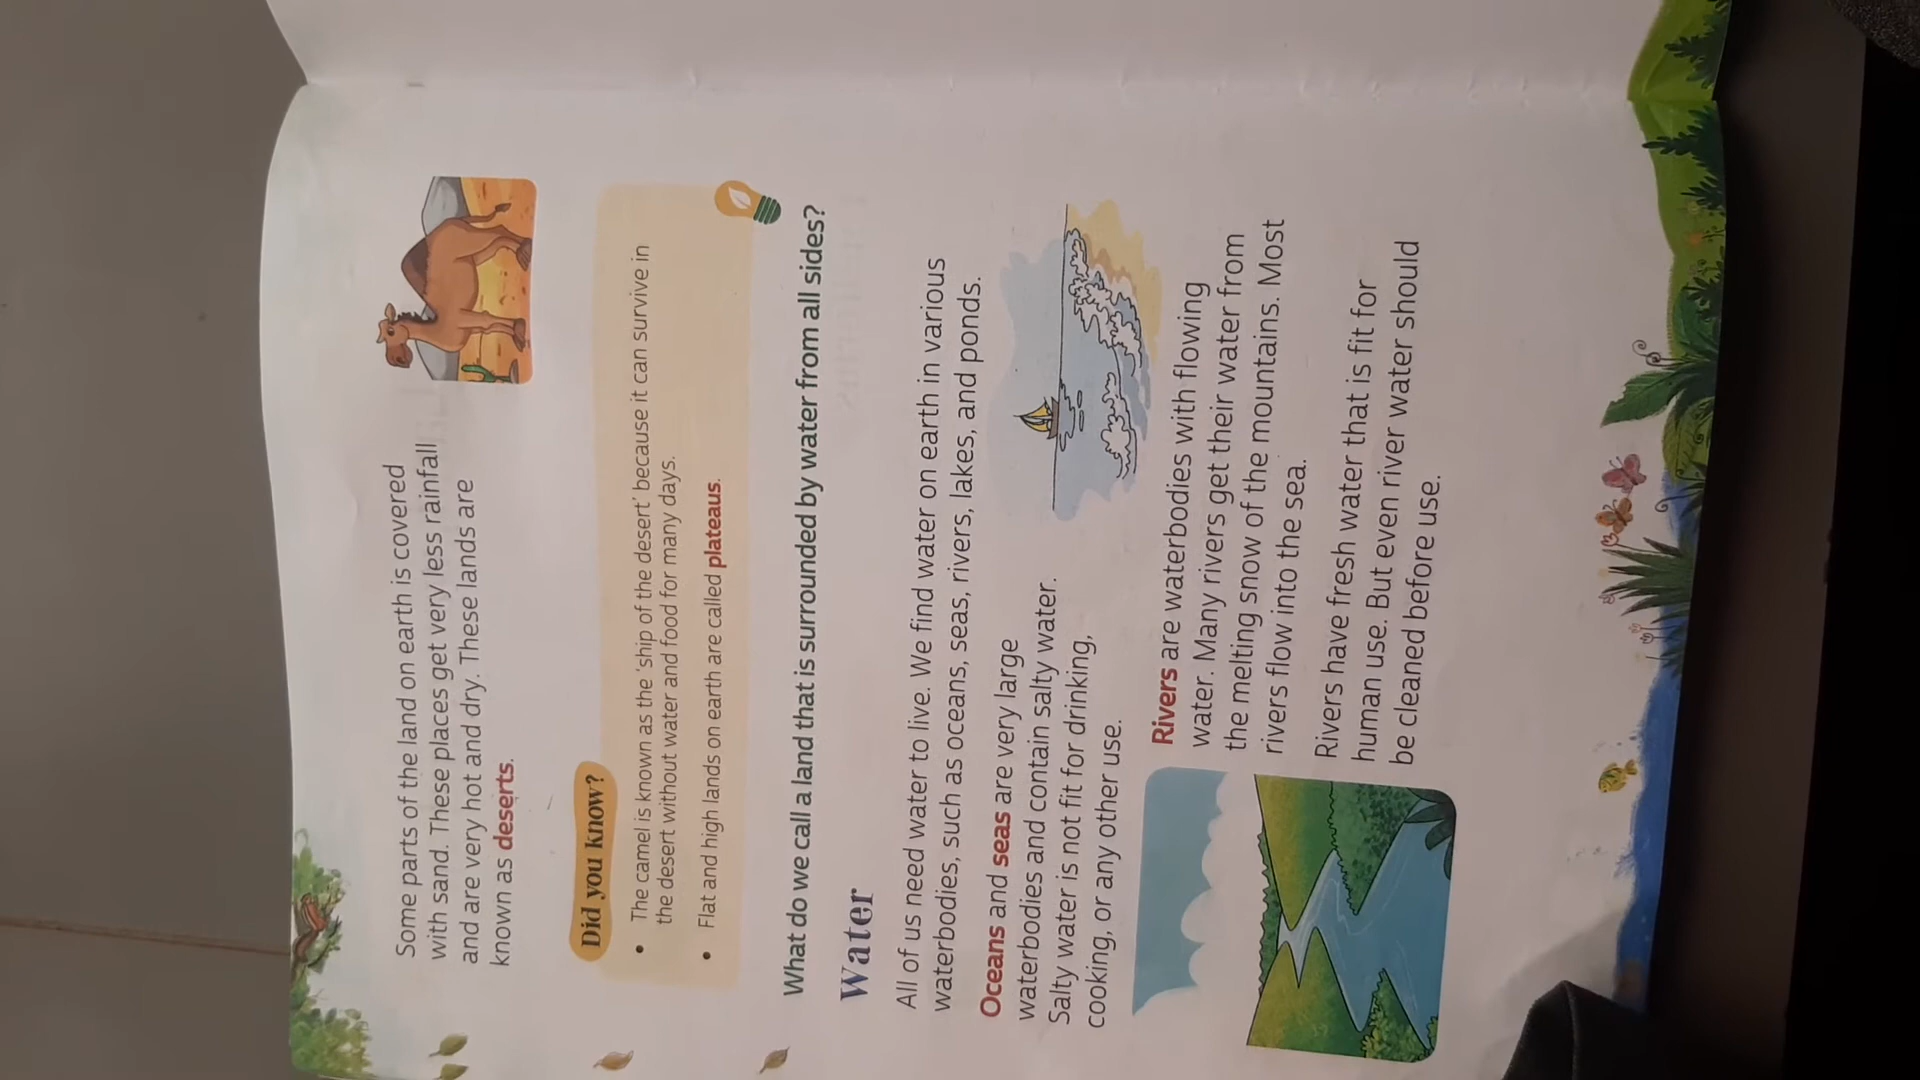 Some parts of the land on earth is covered
with sand. These places get very less rainfall
and are very hot and dry. These lands are
known as deserts.
Did you know?
• The camel is known as the ‘ship of the desert’ because it can survive in
the desert without water and food for many days.
• Flat and high lands on earth are called plateaus.
What do we call a land that is surrounded by water from all sides?
Water
All of us need water to live. We find water on earth in various
waterbodies, such as oceans, seas, rivers, lakes, and ponds.
Oceans and seas are very large
waterbodies and contain salty water.
Salty water is not fit for drinking,
cooking, or any other use.
Rivers are waterbodies with flowing
water. Many rivers get their water from
the melting snow of the mountains. Most
rivers flow into the sea.
Rivers have fresh water that is fit for
human use. But even river water should
be cleaned before use.